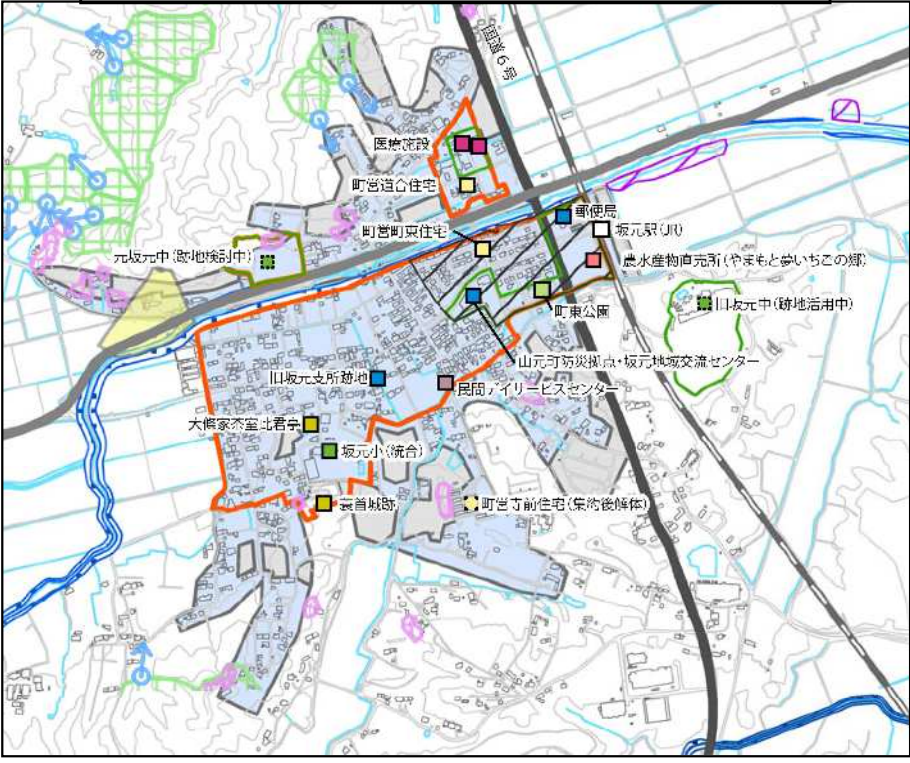 国道6号
医療施設
町営道合住宅
町営町東住宅
郵便局
坂元駅(JR)
元坂元中(跡地検討中)
農水産物直売所(やまもと夢いちごの郷)
町東公園
旧坂元中(跡地活用中)
山元町防災拠点・坂元地域交流センター
旧坂元支所跡地
民間デイサービスセンター
大條家茶室此君亭
坂元小(統合)
蓑首城跡
町営寺前住宅(集約後解体)